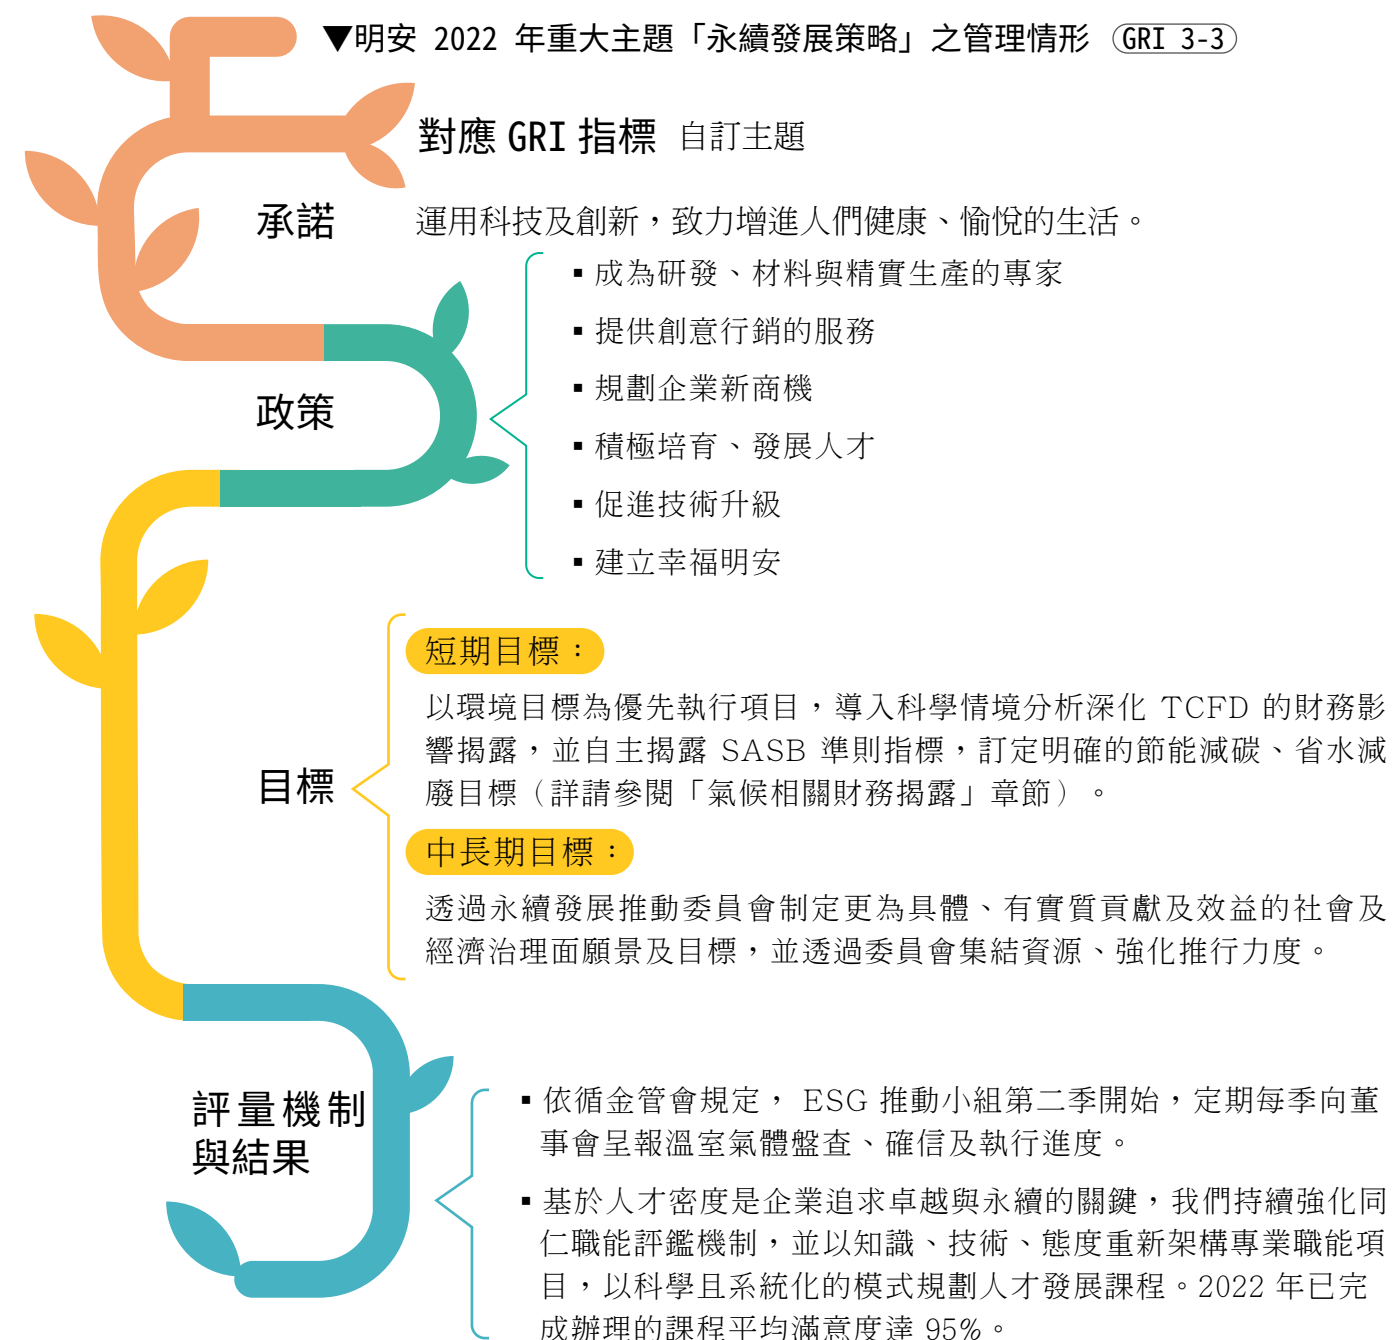 ▼明安 2022 年重大主題「永續發展策略」之管理情形 GRI 3-3
對應 GRI 指標 自訂主題
承諾
運用科技及創新，致力增進人們健康、愉悅的生活。
政策
▪ 成為研發、材料與精實生產的專家
▪ 提供創意行銷的服務
▪ 規劃企業新商機
▪ 積極培育、發展人才
▪ 促進技術升級
▪ 建立幸福明安
目標
短期目標：
以環境目標為優先執行項目，導入科學情境分析深化 TCFD 的財務影
響揭露，並自主揭露 SASB 準則指標，訂定明確的節能減碳、省水減
廢目標（詳請參閱「氣候相關財務揭露」章節）。
中長期目標：
透過永續發展推動委員會制定更為具體、有實質貢獻及效益的社會及
經濟治理面願景及目標，並透過委員會集結資源、強化推行力度。
評量機制
與結果
▪ 依循金管會規定， ESG 推動小組第二季開始，定期每季向董
事會呈報溫室氣體盤查、確信及執行進度。
▪ 基於人才密度是企業追求卓越與永續的關鍵，我們持續強化同
仁職能評鑑機制，並以知識、技術、態度重新架構專業職能項
目，以科學且系統化的模式規劃人才發展課程。2022 年已完
成辦理的課程平均滿意度達 95%。